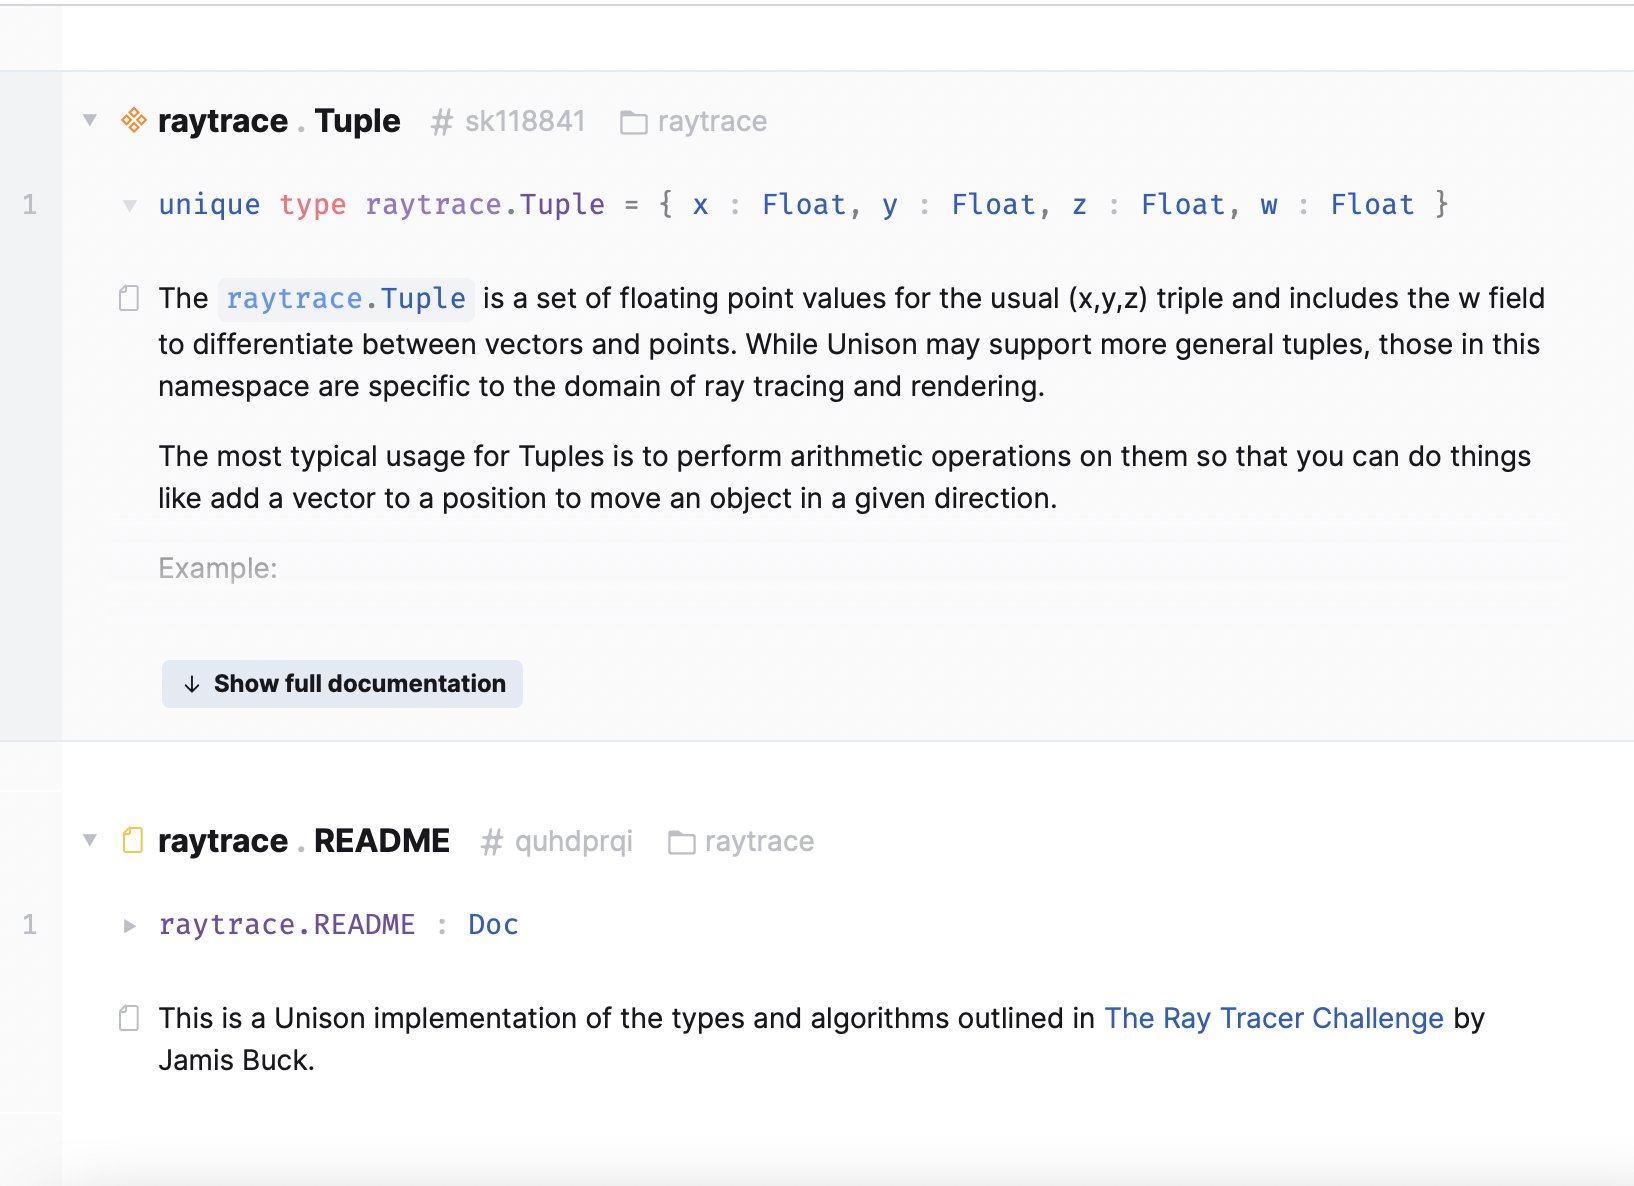 raytrace . Tuple # sk118841 raytrace
1 unique type raytrace.Tuple = { x : Float, y : Float, z : Float, w : Float }
The raytrace.Tuple is a set of floating point values for the usual (x,y,z) triple and includes the w field
to differentiate between vectors and points. While Unison may support more general tuples, those in this
namespace are specific to the domain of ray tracing and rendering.
The most typical usage for Tuples is to perform arithmetic operations on them so that you can do things
like add a vector to a position to move an object in a given direction.
Example:
↓ Show full documentation
raytrace . README # quhdprqi raytrace
1 raytrace.README : Doc
This is a Unison implementation of the types and algorithms outlined in The Ray Tracer Challenge by
Jamis Buck.